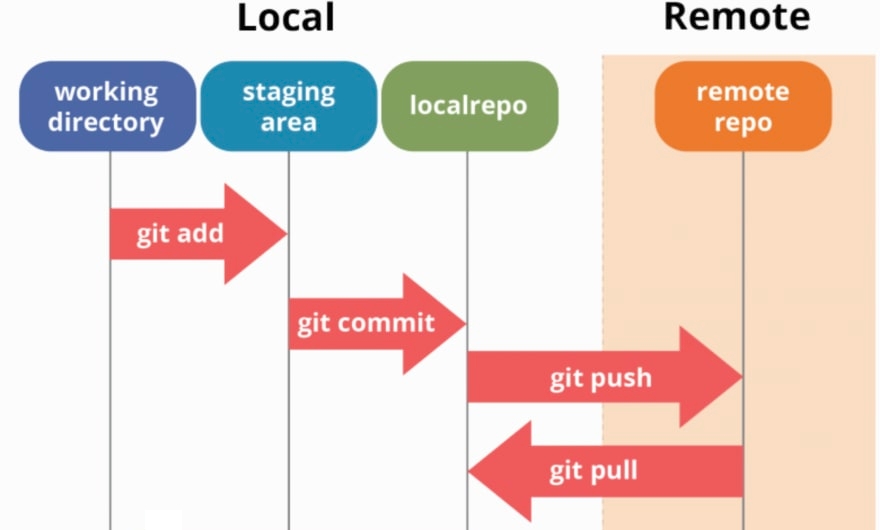 Local
Remote
working
directory
staging
area
localrepo
remote
repo
git add
git commit
git push
git pull